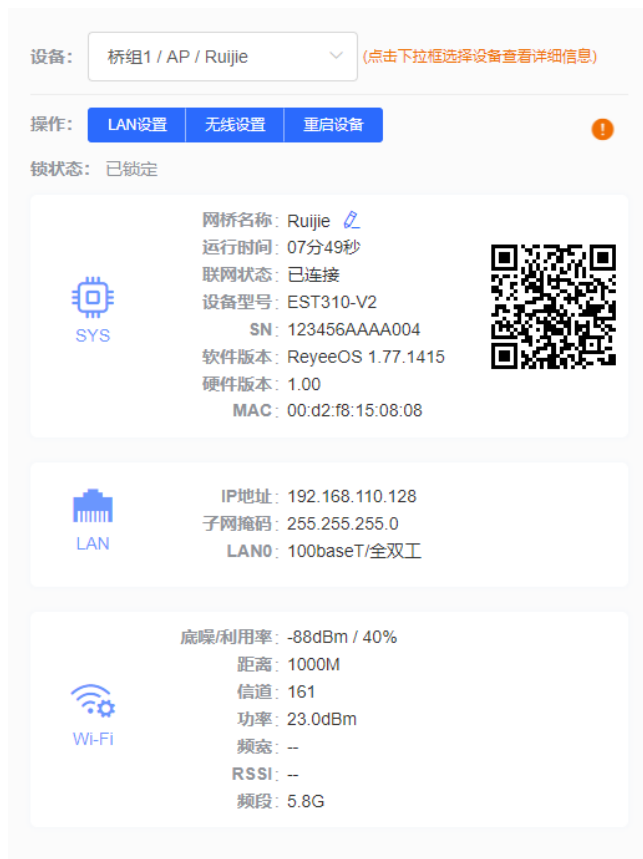 设备： 桥组1 / AP / Ruijie (点击下拉框选择设备查看详细信息)
操作： LAN设置 无线设置 重启设备
锁状态： 已锁定
网桥名称: Ruijie
运行时间: 07分49秒
联网状态: 已连接
设备型号: EST310-V2
SN: 123456AAAA004
软件版本: ReyeeOS 1.77.1415
硬件版本: 1.00
MAC: 00:d2:f8:15:08:08
SYS
IP地址: 192.168.110.128
子网掩码: 255.255.255.0
LAN0: 100baseT/全双工
LAN
底噪/利用率: -88dBm / 40%
距离: 1000M
信道: 161
功率: 23.0dBm
频宽: --
RSSI: --
频段: 5.8G
Wi-Fi